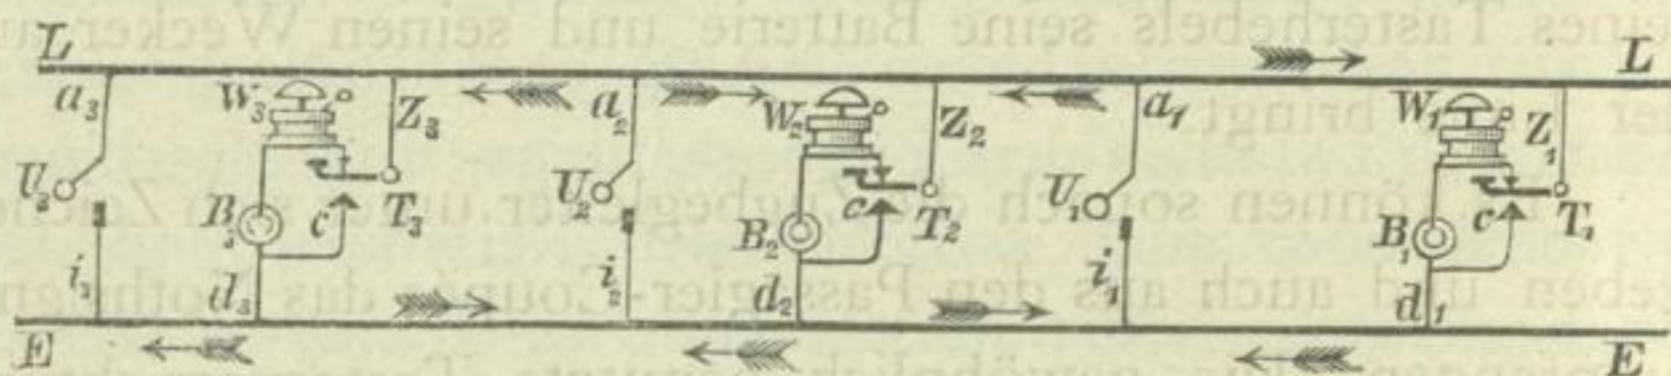 L L
a₃ W₃ Z₃ a₂ W₂ Z₂ a₁ W₁ Z₁
U₃ B₃ c T₃ U₂ B₂ c T₂ U₁ B₁ c T₁
i₃ d₃ i₂ d₂ i₁ d₁
E E